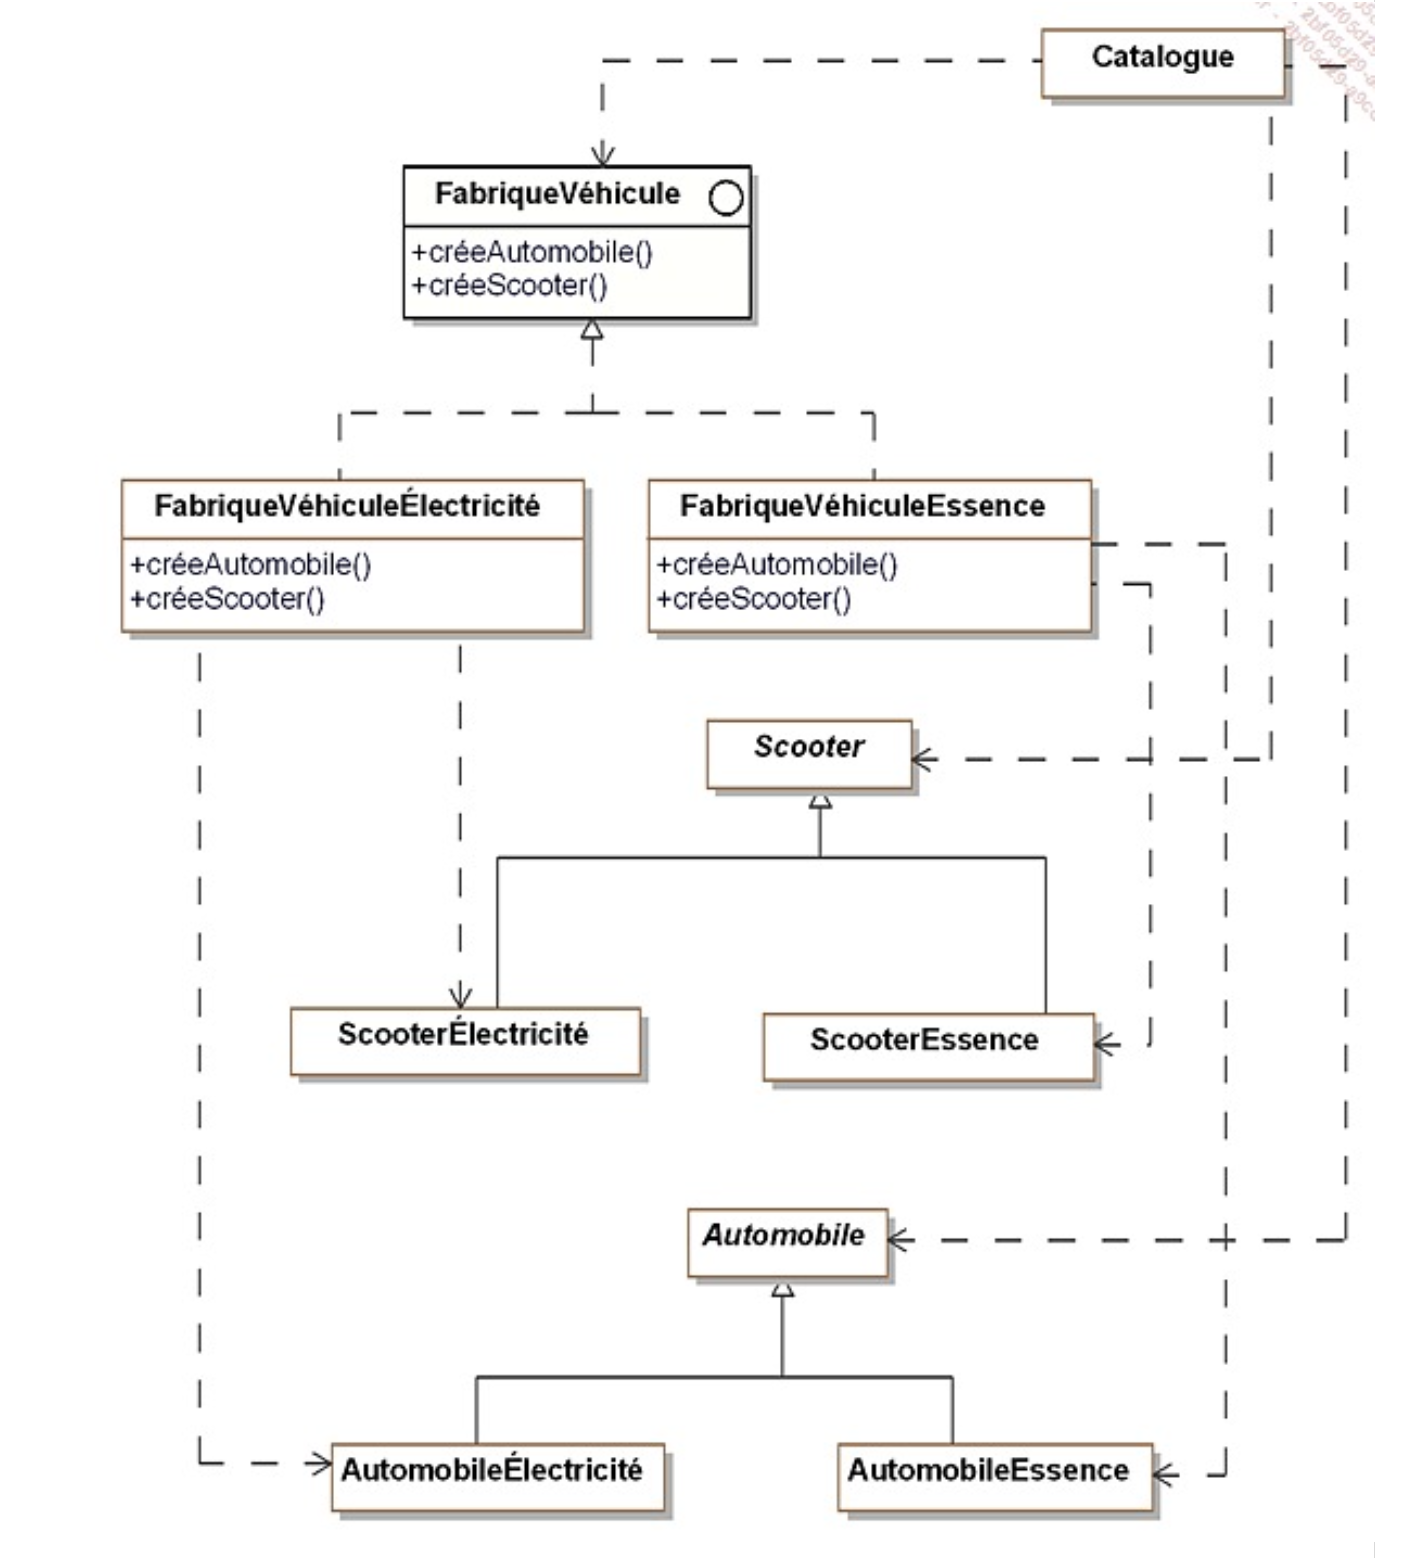 Catalogue
FabriqueVéhicule
+créeAutomobile()
+créeScooter()
FabriqueVéhiculeÉlectricité
+créeAutomobile()
+créeScooter()
FabriqueVéhiculeEssence
+créeAutomobile()
+créeScooter()
Scooter
ScooterÉlectricité
ScooterEssence
Automobile
AutomobileÉlectricité
AutomobileEssence